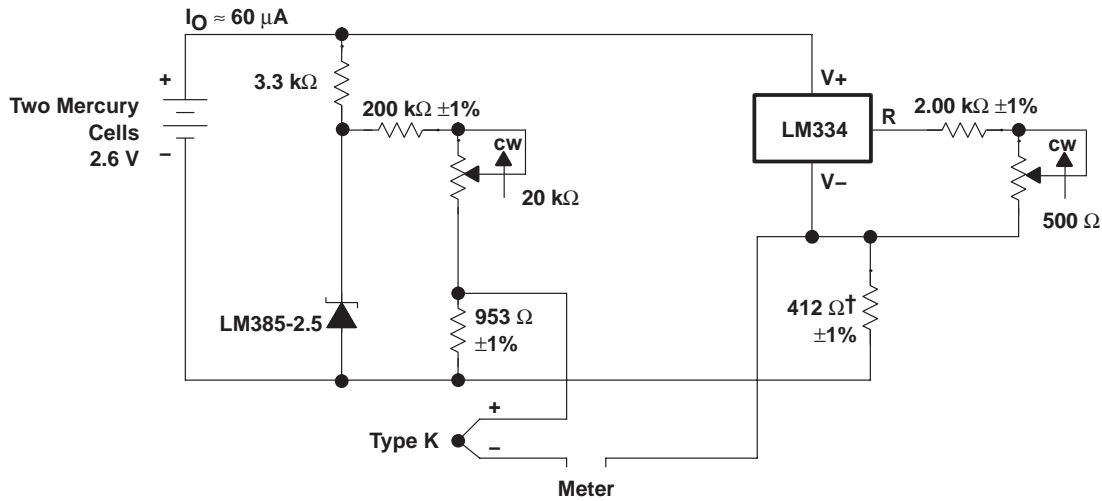 IO ≈ 60 μA
+
Two Mercury
Cells
2.6 V
–
3.3 kΩ
200 kΩ ±1%
cw
20 kΩ
LM385-2.5
953 Ω
±1%
V+
LM334
R
V–
2.00 kΩ ±1%
cw
500 Ω
412 Ω†
±1%
+
Type K
–
Meter